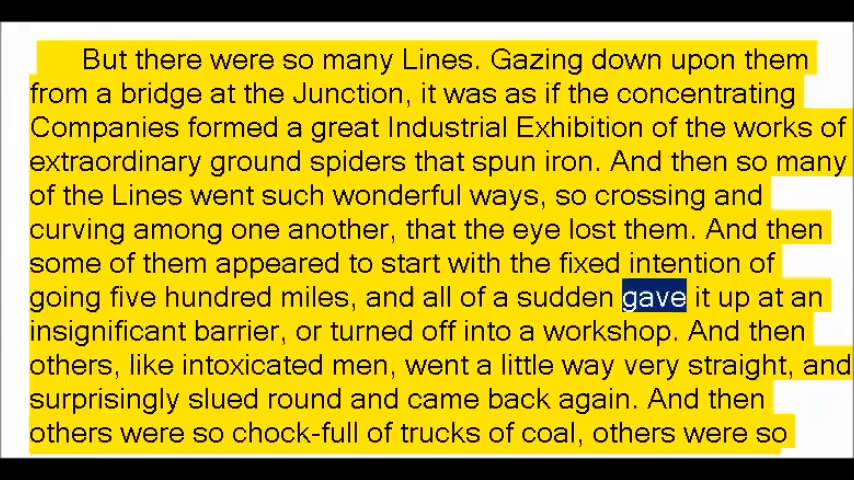 But there were so many Lines. Gazing down upon them
from a bridge at the Junction, it was as if the concentrating
Companies formed a great Industrial Exhibition of the works of
extraordinary ground spiders that spun iron. And then so many
of the Lines went such wonderful ways, so crossing and
curving among one another, that the eye lost them. And then
some of them appeared to start with the fixed intention of
going five hundred miles, and all of a sudden gave it up at an
insignificant barrier, or turned off into a workshop. And then
others, like intoxicated men, went a little way very straight, and
surprisingly slued round and came back again. And then
others were so chock-full of trucks of coal, others were so